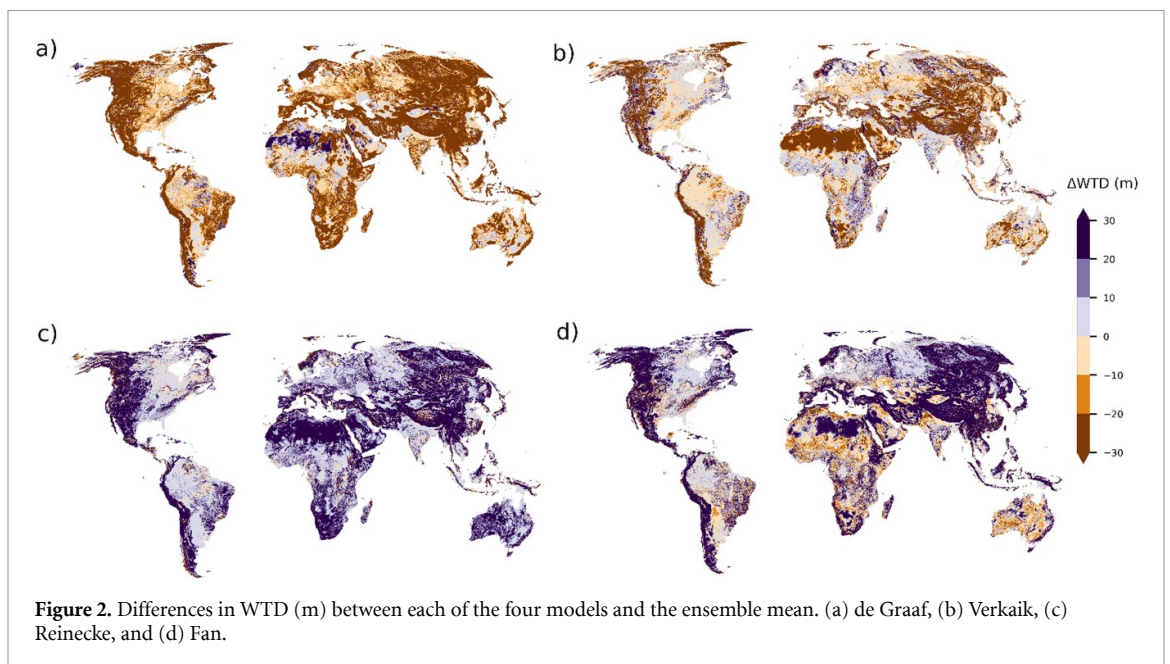 a)
b)
ΔWTD (m)
30
20
10
0
−10
−20
−30
c)
d)
Figure 2. Differences in WTD (m) between each of the four models and the ensemble mean. (a) de Graaf, (b) Verkaik, (c)
Reinecke, and (d) Fan.